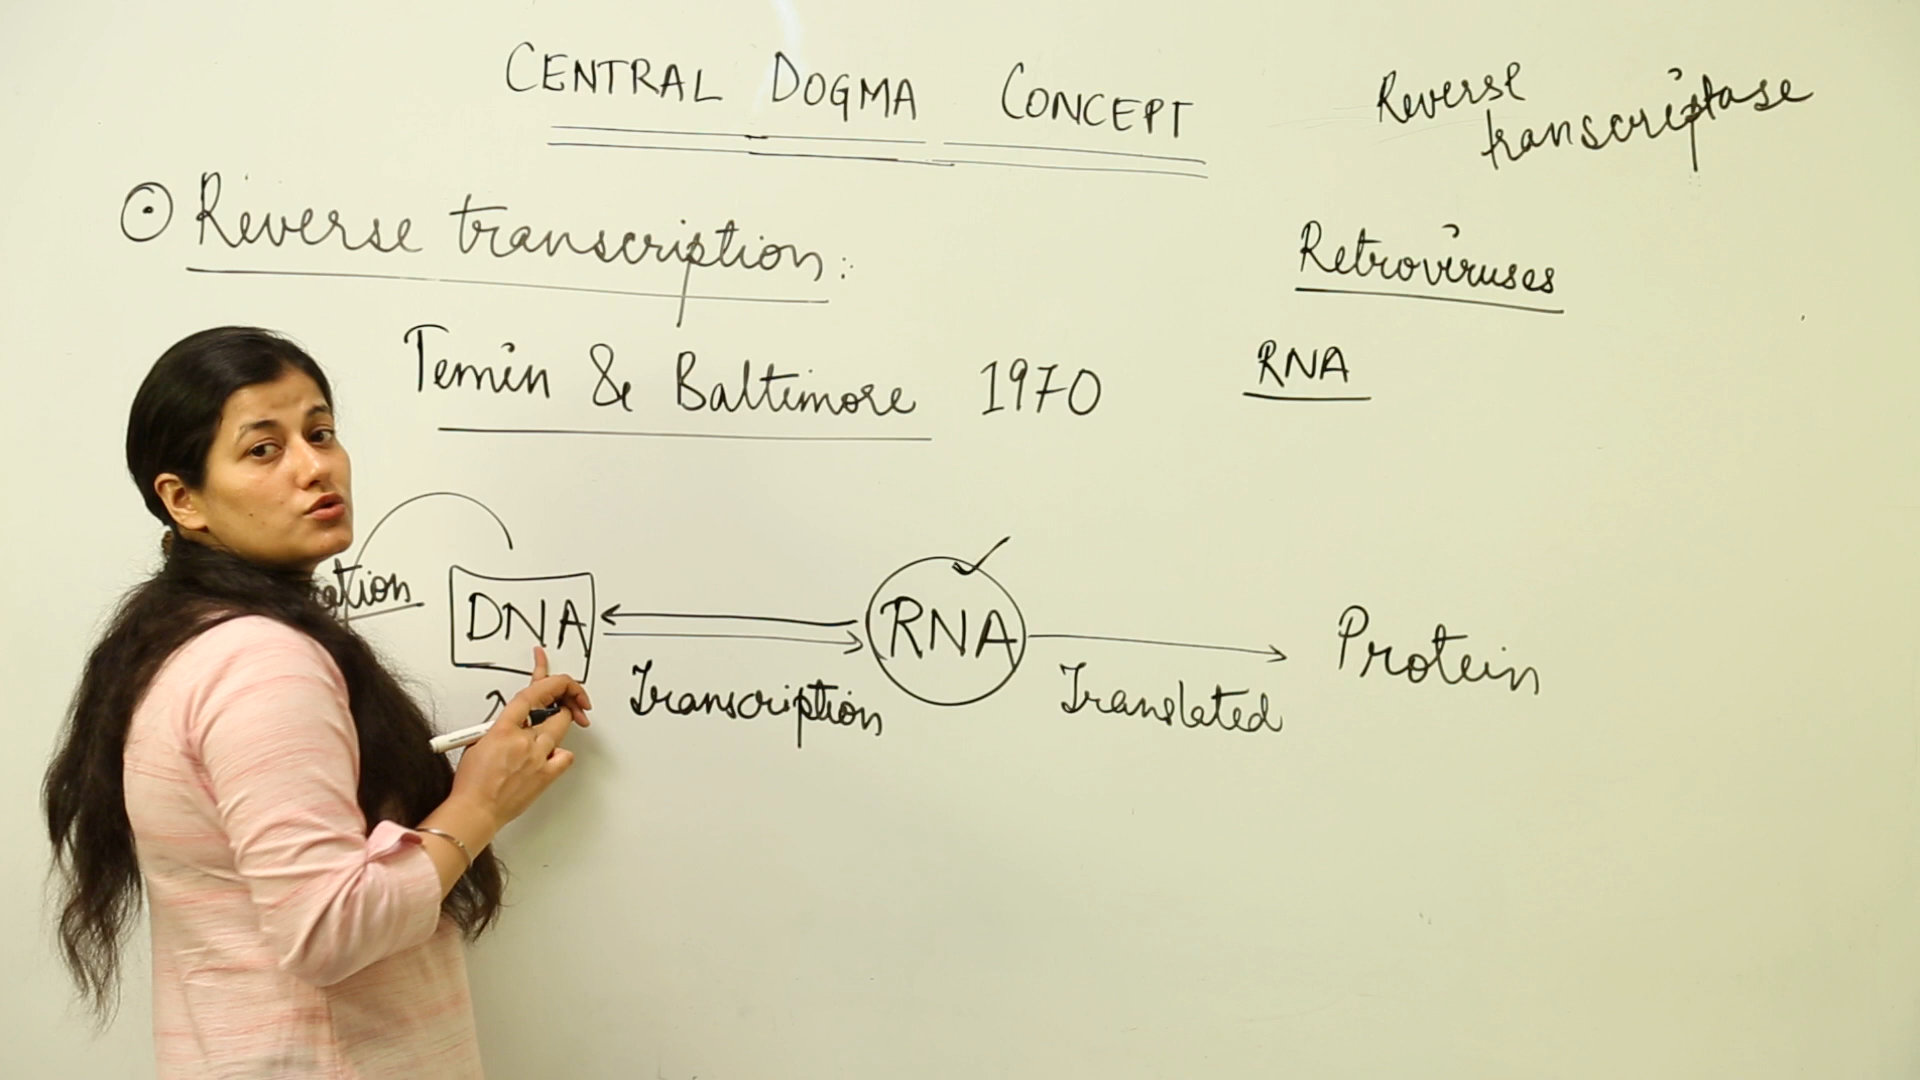 CENTRAL DOGMA CONCEPT
Reverse
transcriptase
Reverse transcription:
Retroviruses
Temin & Baltimore 1970
RNA
DNA
RNA
Protein
Transcription
Translated